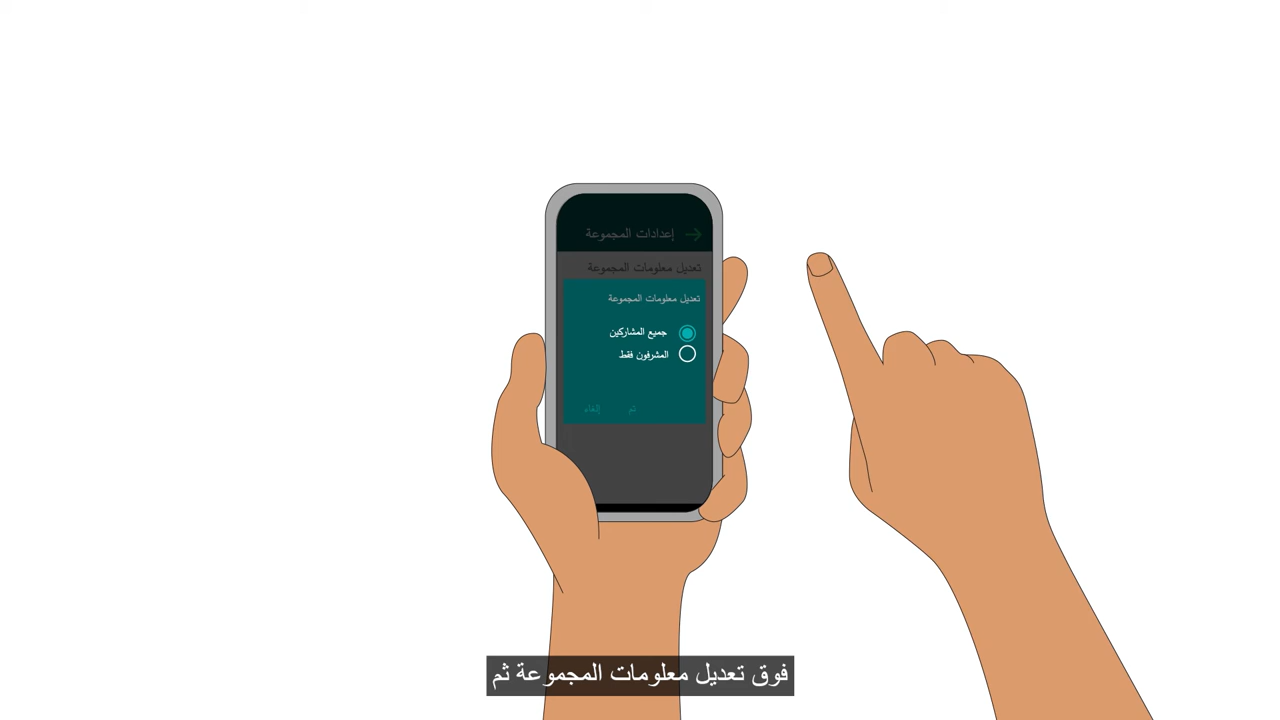 إعدادات المجموعة
تعديل معلومات المجموعة
تعديل معلومات المجموعة
جميع المشاركين
المشرفون فقط
تم
إلغاء
فوق تعديل معلومات المجموعة ثم